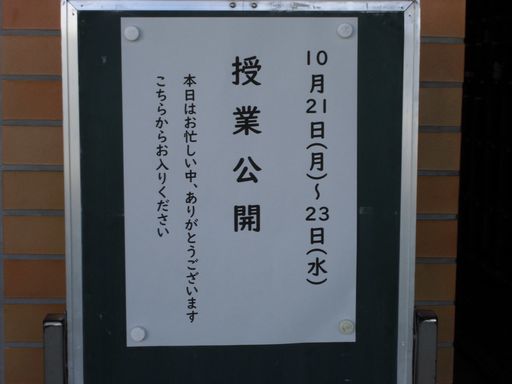 10月21日(月)～23日(水)
授業公開
本日はお忙しい中、ありがとうございます
こちらからお入りください